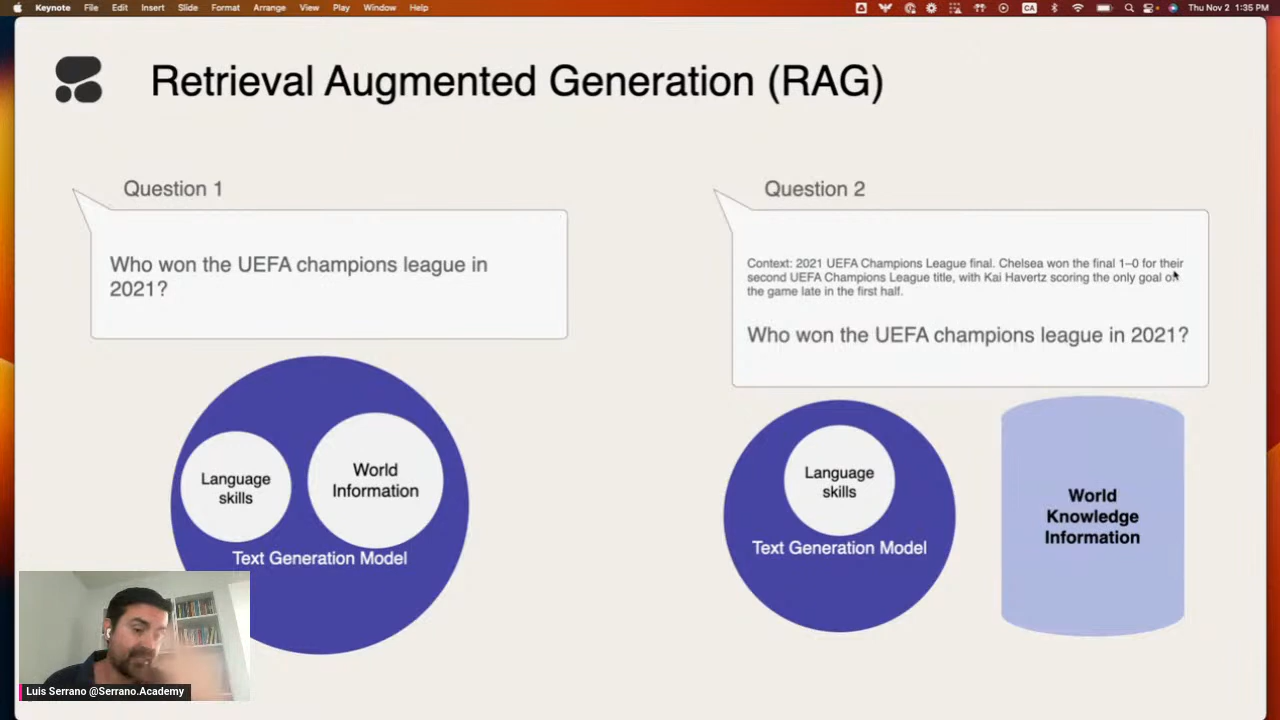 Keynote File Edit Insert Slide Format Arrange View Play Window Help CA Thu Nov 2 1:35 PM
Retrieval Augmented Generation (RAG)
Question 1
Who won the UEFA champions league in
2021?
Language
skills
World
Information
Text Generation Model
Question 2
Context: 2021 UEFA Champions League final. Chelsea won the final 1–0 for their
second UEFA Champions League title, with Kai Havertz scoring the only goal of
the game late in the first half.
Who won the UEFA champions league in 2021?
Language
skills
Text Generation Model
World
Knowledge
Information
Luis Serrano @Serrano.Academy